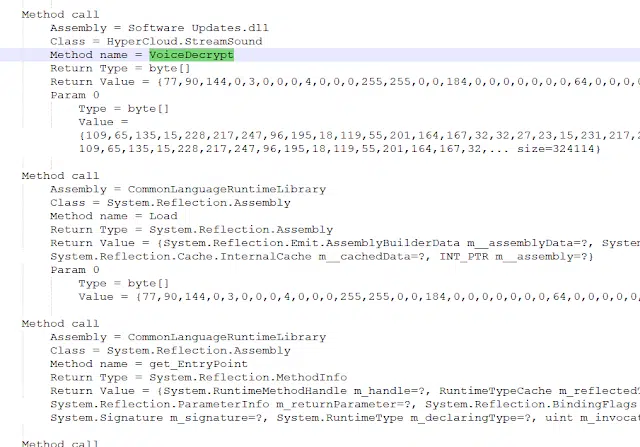 Method call
Assembly = Software Updates.dll
Class = HyperCloud.StreamSound
Method name = VoiceDecrypt
Return Type = byte[]
Return Value = {77,90,144,0,3,0,0,0,4,0,0,0,255,255,0,0,184,0,0,0,0,0,0,0,64,0,0,0,0
Param 0
Type = byte[]
Value =
{109,65,135,15,228,217,247,96,195,18,119,55,201,164,167,32,32,27,23,15,231,217,2
109,65,135,15,228,217,247,96,195,18,119,55,201,164,167,32,... size=324114}
Method call
Assembly = CommonLanguageRuntimeLibrary
Class = System.Reflection.Assembly
Method name = Load
Return Type = System.Reflection.Assembly
Return Value = {System.Reflection.Emit.AssemblyBuilderData m__assemblyData=?, System
System.Reflection.Cache.InternalCache m__cachedData=?, INT_PTR m__assembly=?}
Param 0
Type = byte[]
Value = {77,90,144,0,3,0,0,0,4,0,0,0,255,255,0,0,184,0,0,0,0,0,0,0,64,0,0,0,0,
Method call
Assembly = CommonLanguageRuntimeLibrary
Class = System.Reflection.Assembly
Method name = get_EntryPoint
Return Type = System.Reflection.MethodInfo
Return Value = {System.RuntimeMethodHandle m_handle=?, RuntimeTypeCache m_reflected
System.Reflection.ParameterInfo m_returnParameter=?, System.Reflection.BindingFlags
System.Signature m_signature=?, System.RuntimeType m_declaringType=?, uint m_invocat
Method call